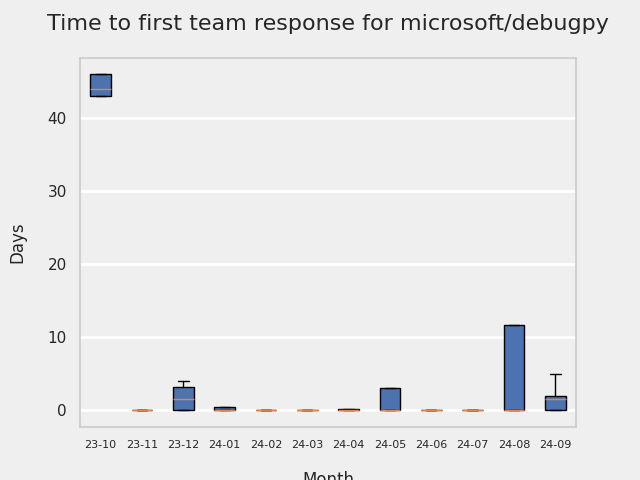 Time to first team response for microsoft/debugpy
Days
40
30
20
10
0
23-10 23-11 23-12 24-01 24-02 24-03 24-04 24-05 24-06 24-07 24-08 24-09
Month